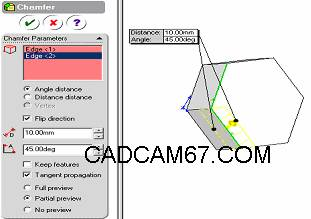 Chamfer
Chamfer Parameters
Edge <1>
Edge <2>
Angle distance
Distance distance
Vertex
Flip direction
D
10.00mm
A
45.00deg
Keep features
Tangent propagation
Full preview
Partial preview
No preview
Distance: 10.00mm
Angle: 45.00deg
CADCAM67.COM